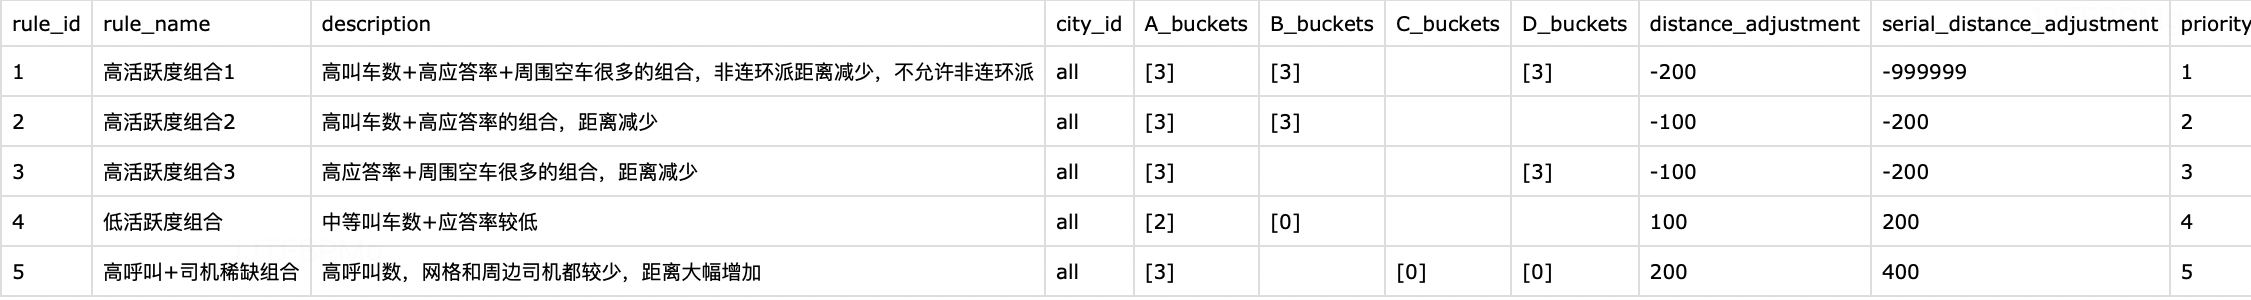 rule_id rule_name description city_id A_buckets B_buckets C_buckets D_buckets distance_adjustment serial_distance_adjustment priority
1 高活跃度组合1 高叫车数+高应答率+周围空车很多的组合，非连环派距离减少，不允许非连环派 all [3] [3] [3] -200 -999999 1
2 高活跃度组合2 高叫车数+高应答率的组合，距离减少 all [3] [3] -100 -200 2
3 高活跃度组合3 高应答率+周围空车很多的组合，距离减少 all [3] [3] -100 -200 3
4 低活跃度组合 中等叫车数+应答率较低 all [2] [0] 100 200 4
5 高呼叫+司机稀缺组合 高呼叫数，网格和周边司机都较少，距离大幅增加 all [3] [0] [0] 200 400 5